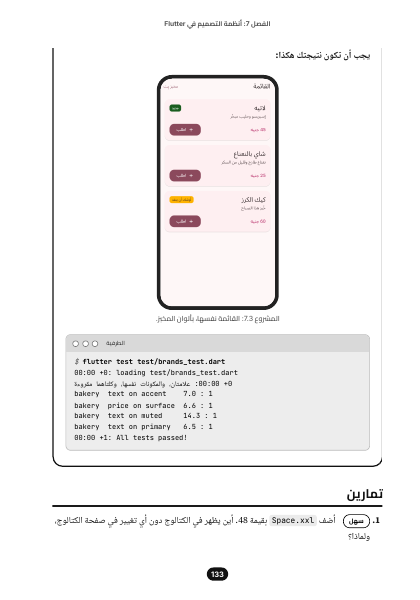 الفصل 7: أنظمة التصميم في Flutter
يجب أن تكون نتيجتك هكذا:
القائمة
لاتيه
جديد
إسبريسو وحليب مبخّر
45 جنيه
+ اطلب
شاي بالنعناع
نعناع طازج وقليل من السكر
25 جنيه
+ اطلب
كيك الكرز
خُبز هذا الصباح
60 جنيه
+ اطلب
المشروع 7.3: القائمة نفسها، بألوان المخبز.
الطرفية
$ flutter test test/brands_test.dart
00:00 +0: loading test/brands_test.dart
00:00 +0: علامتان، والمكونات نفسها، وكلتاهما مقروءة
bakery text on accent 7.0 : 1
bakery price on surface 6.6 : 1
bakery text on muted 14.3 : 1
bakery text on primary 6.5 : 1
00:00 +1: All tests passed!
تمارين
1. سهل أضف Space.xxl بقيمة 48. أين يظهر في الكتالوج دون أي تغيير في صفحة الكتالوج،
ولماذا؟
133